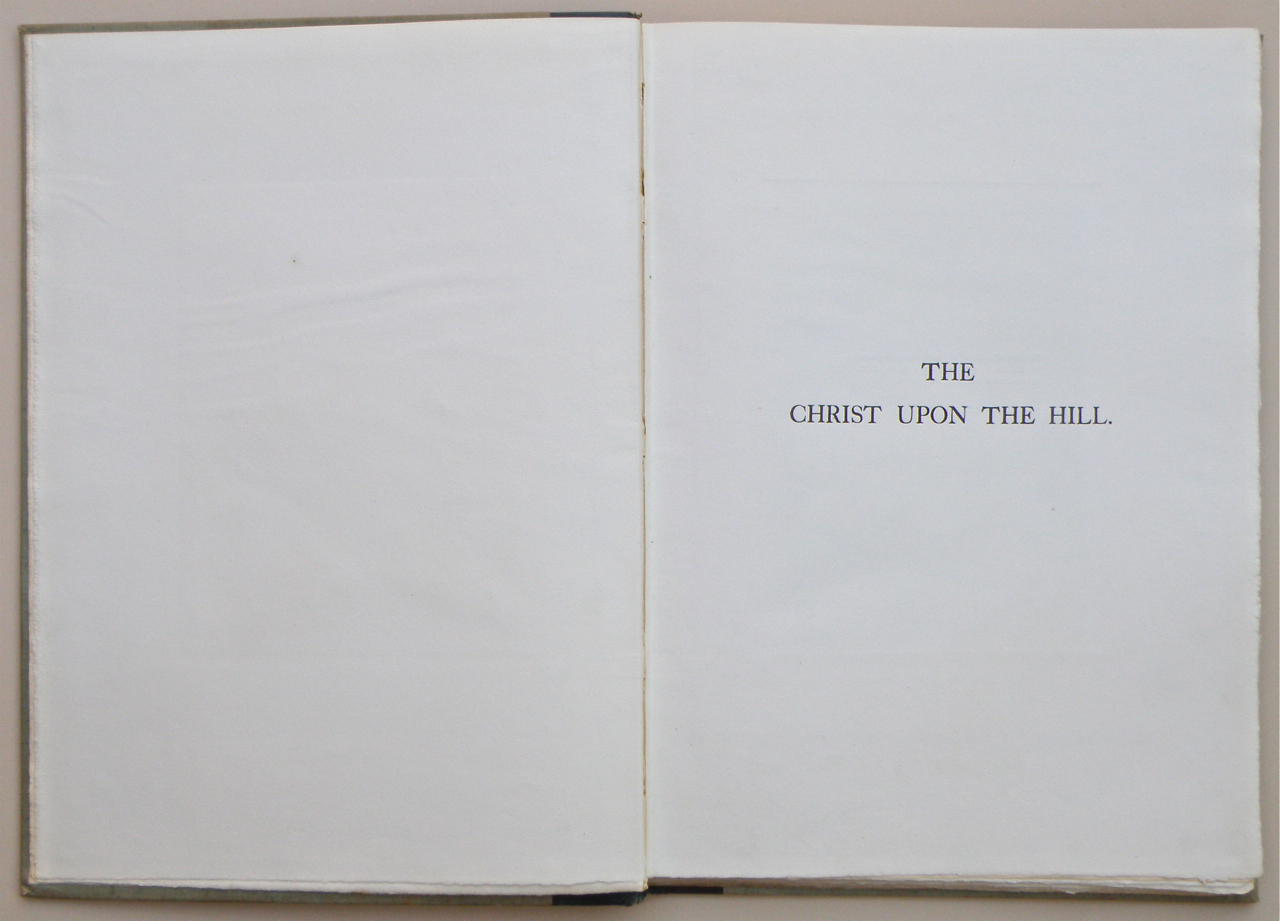 THE
CHRIST UPON THE HILL.